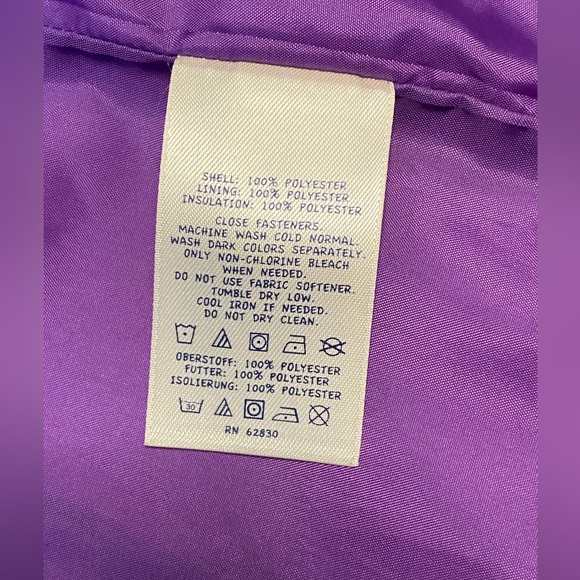 SHELL: 100% POLYESTER
LINING: 100% POLYESTER
INSULATION: 100% POLYESTER
CLOSE FASTENERS.
MACHINE WASH COLD NORMAL.
WASH DARK COLORS SEPARATELY.
ONLY NON-CHLORINE BLEACH
WHEN NEEDED.
DO NOT USE FABRIC SOFTENER.
TUMBLE DRY LOW.
COOL IRON IF NEEDED.
DO NOT DRY CLEAN.
OBERSTOFF: 100% POLYESTER
FUTTER: 100% POLYESTER
ISOLIERUNG: 100% POLYESTER
30
RN 62830